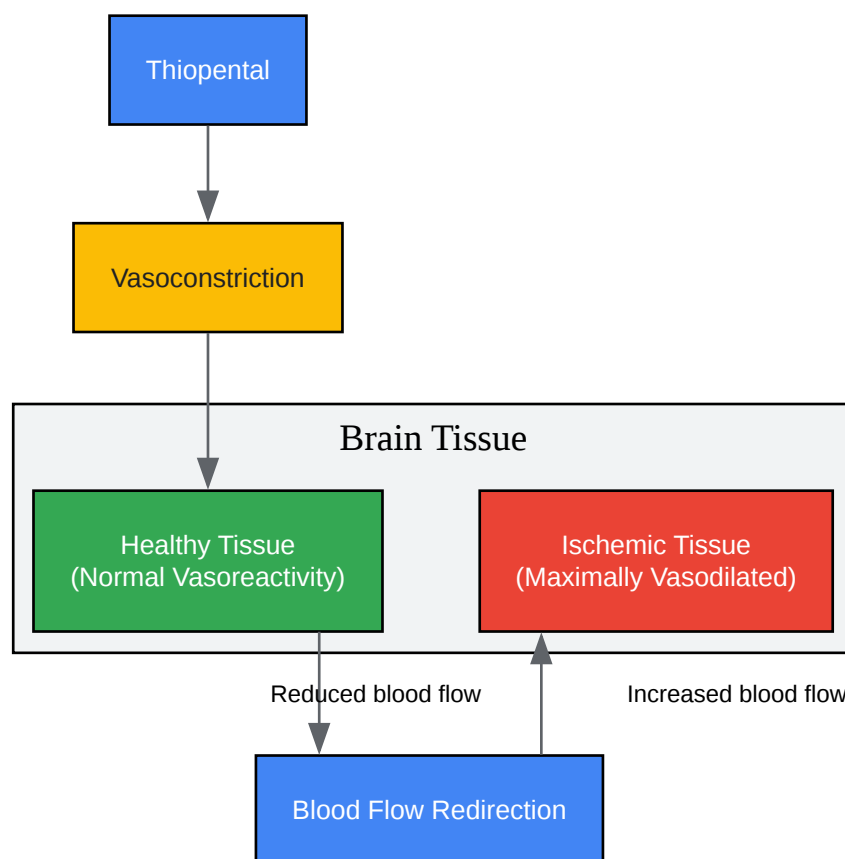 Thiopental
Vasoconstriction
Brain Tissue
Healthy Tissue
(Normal Vasoreactivity)
Ischemic Tissue
(Maximally Vasodilated)
Reduced blood flow
Increased blood flow
Blood Flow Redirection